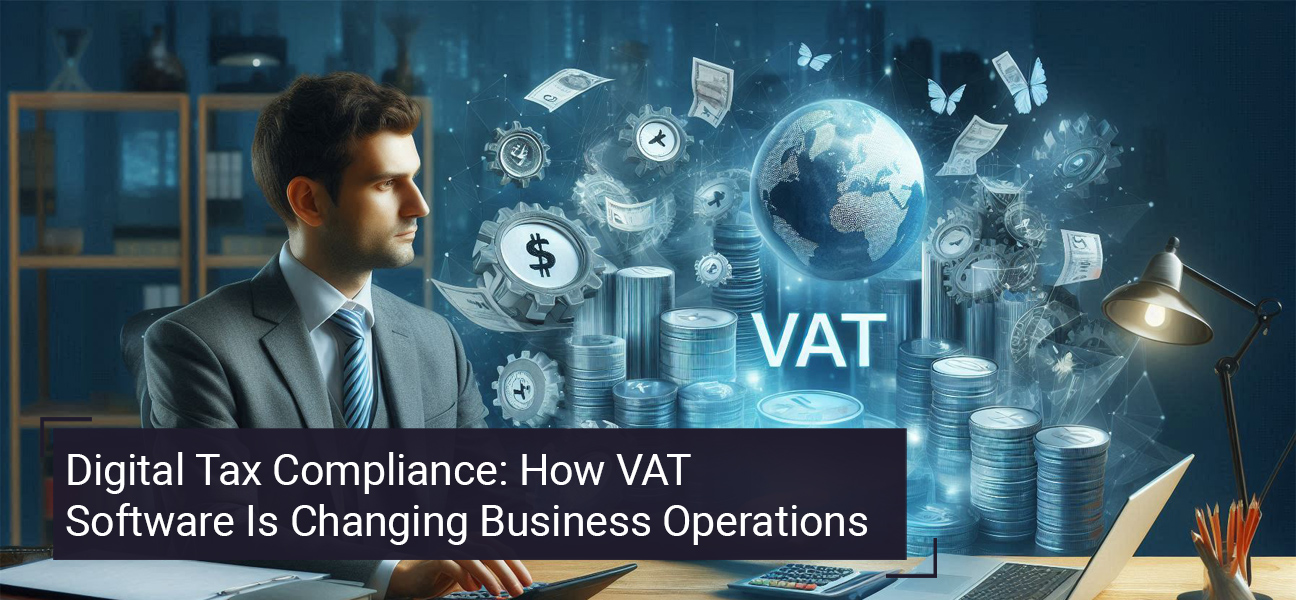 $
VAT
Digital Tax Compliance: How VAT
Software Is Changing Business Operations